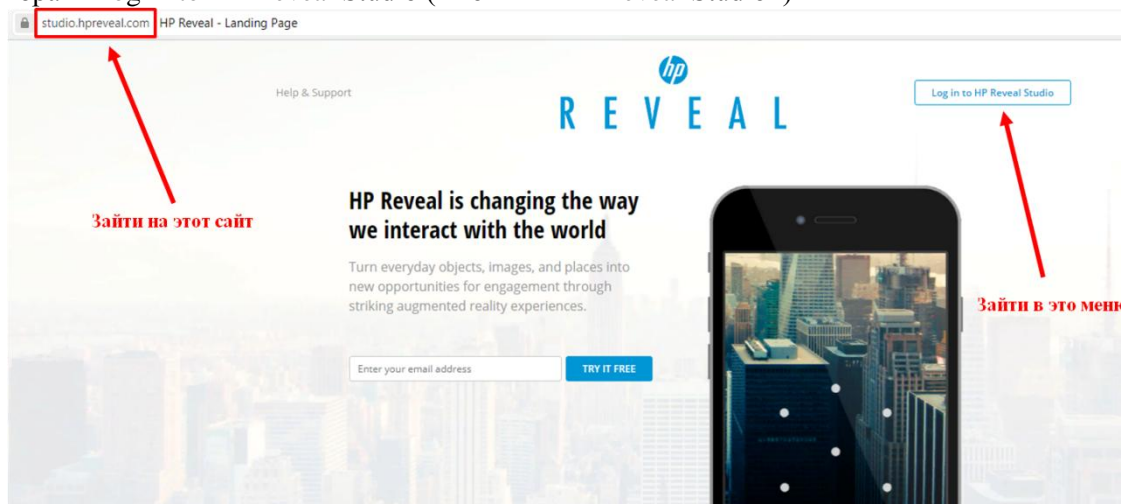 studio.hpreveal.com HP Reveal - Landing Page
Help & Support
hp
REVEAL
Log in to HP Reveal Studio
Зайти на этот сайт
HP Reveal is changing the way
we interact with the world
Turn everyday objects, images, and places into
new opportunities for engagement through
striking augmented reality experiences.
Зайти в это
Enter your email address
TRY IT FREE